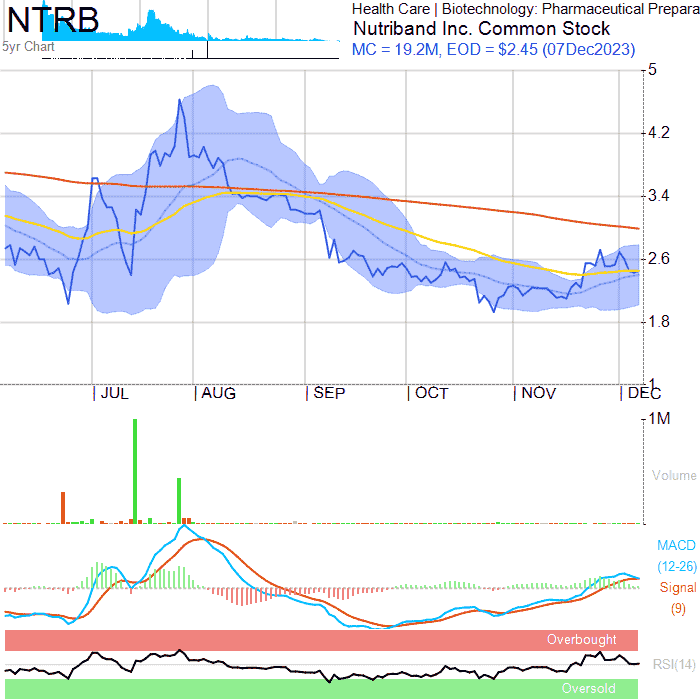 NTRB
5yr Chart
Health Care | Biotechnology: Pharmaceutical Prepara
Nutriband Inc. Common Stock
MC = 19.2M, EOD = $2.45 (07Dec2023)
5
4.2
3.4
2.6
1.8
1
JUL
AUG
SEP
OCT
NOV
DEC
1M
Volume
MACD
(12-26)
Signal
(9)
Overbought
RSI(14)
Oversold